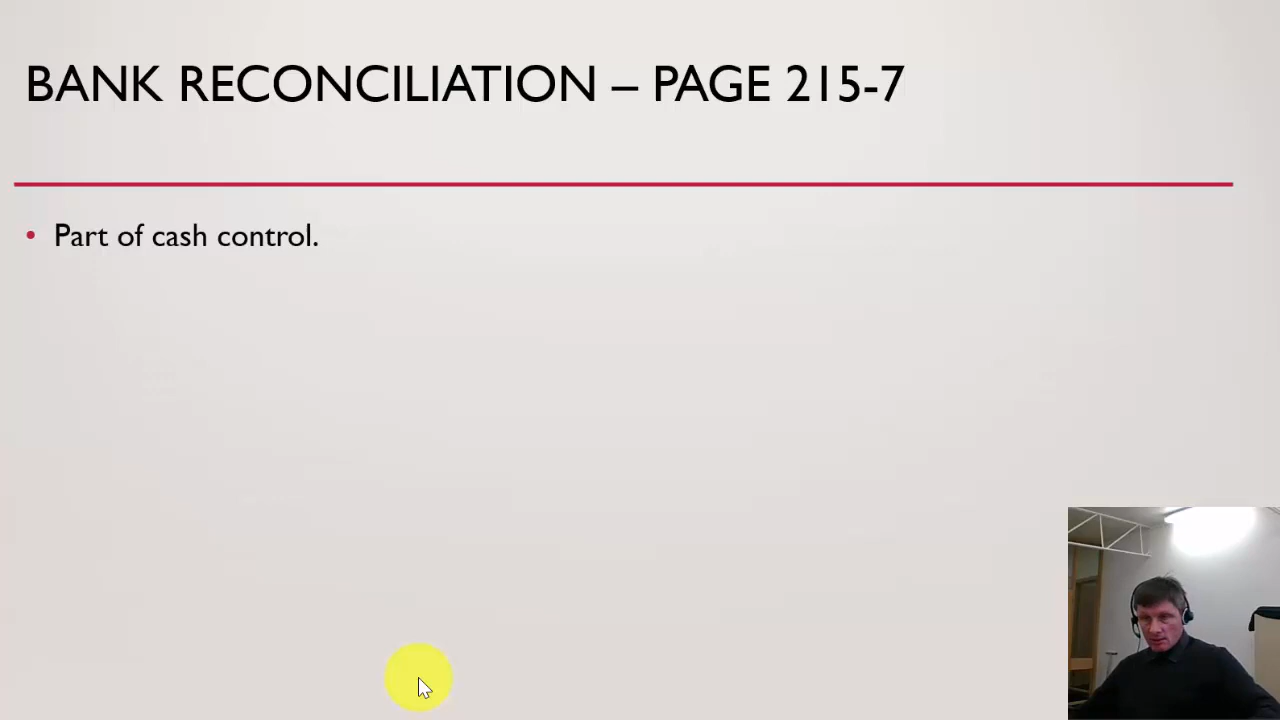 BANK RECONCILIATION – PAGE 215-7
• Part of cash control.